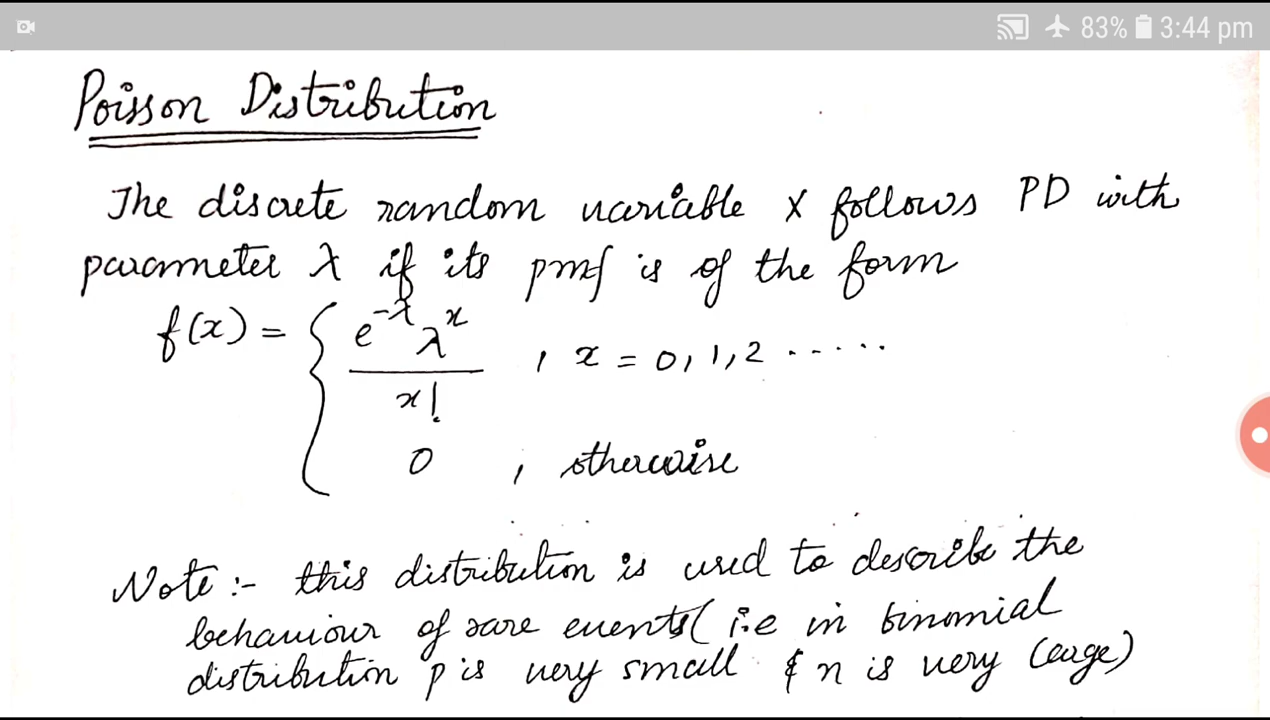 83% 3:44 pm
Poisson Distribution
The discrete random variable X follows PD with
parameter λ if its pmf is of the form
f(x) = { e^-λ λ^x / x! , x = 0, 1, 2 .....
0 , otherwise
Note :- this distribution is used to describe the
behaviour of rare events( i.e in binomial
distribution p is very small & n is very large)